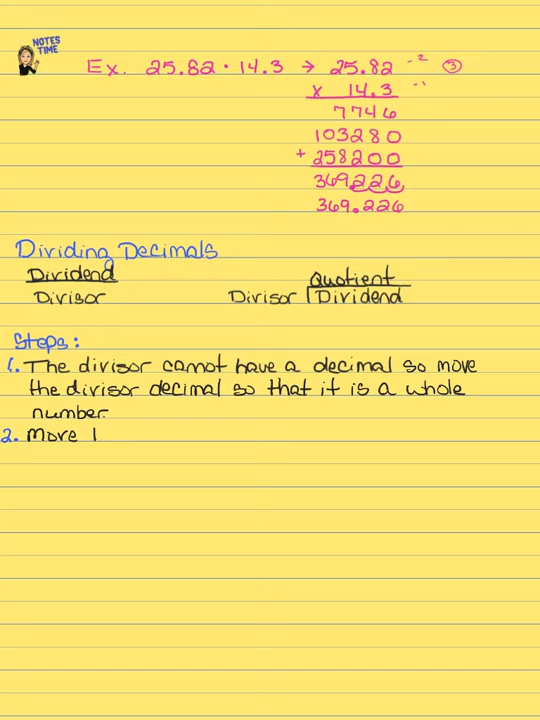 NOTES
TIME
Ex. 25.82 · 14.3 → 25.82 -2 ③
x 14.3 -1
7746
103280
+ 258200
369226
369.226
Dividing Decimals
Dividend
Divisor
Quotient
Divisor Dividend
Steps:
1. The divisor cannot have a decimal so move
the divisor decimal so that it is a whole
number.
2. Move 1